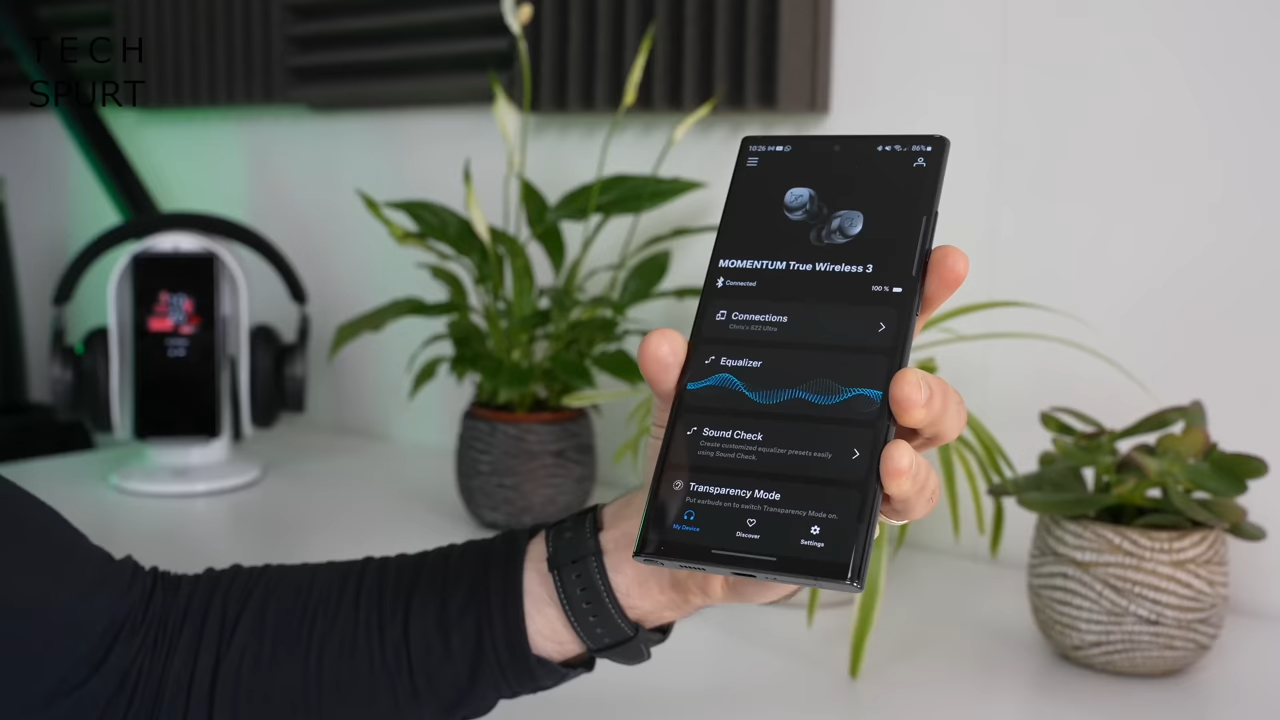 TECH
SPURT
10:26
86%
MOMENTUM True Wireless 3
Connected
100 %
Connections
Chris's S22 Ultra
Equalizer
Sound Check
Create customized equalizer presets easily
using Sound Check.
Transparency Mode
Put earbuds on to switch Transparency Mode on.
My Device
Discover
Settings